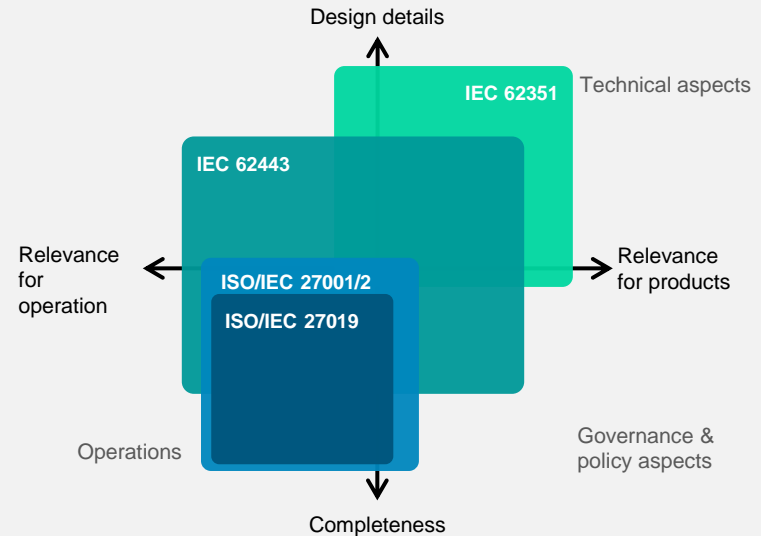 Design details
IEC 62351
Technical aspects
IEC 62443
Relevance
for
operation
Relevance
for products
ISO/IEC 27001/2
ISO/IEC 27019
Operations
Governance &
policy aspects
Completeness